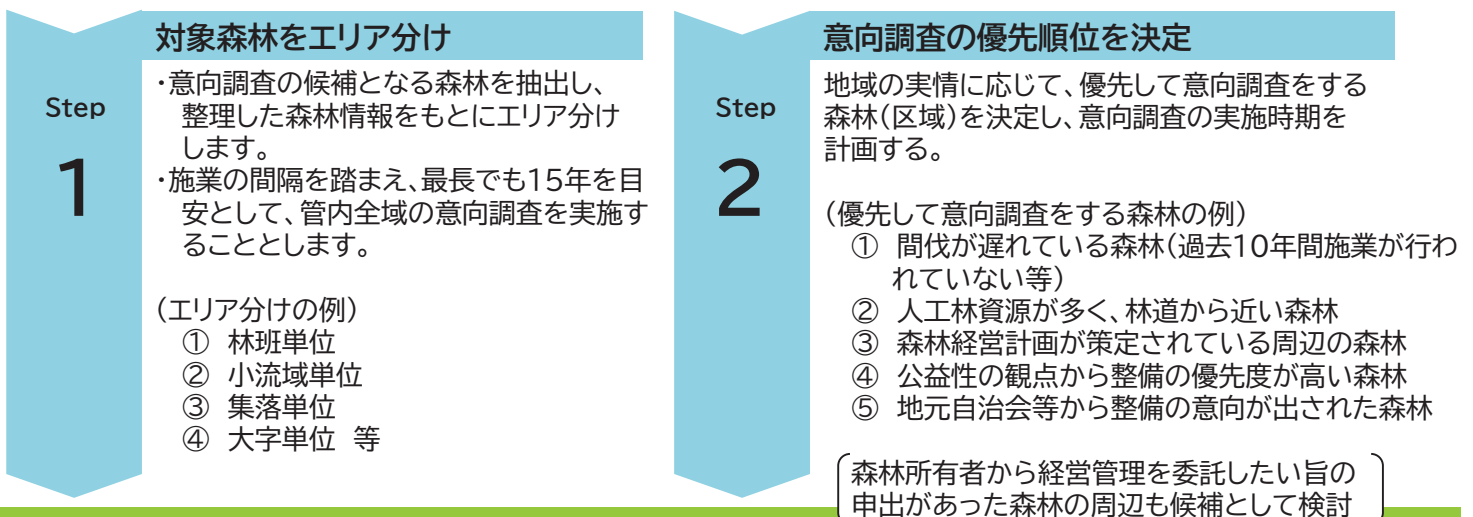 Step
1
対象森林をエリア分け
・意向調査の候補となる森林を抽出し、
整理した森林情報をもとにエリア分け
します。
・施業の間隔を踏まえ、最長でも15年を目
安として、管内全域の意向調査を実施す
ることとします。
（エリア分けの例）
① 林班単位
② 小流域単位
③ 集落単位
④ 大字単位 等
Step
2
意向調査の優先順位を決定
地域の実情に応じて、優先して意向調査をする
森林(区域)を決定し、意向調査の実施時期を
計画する。
（優先して意向調査をする森林の例）
① 間伐が遅れている森林(過去10年間施業が行わ
れていない等)
② 人工林資源が多く、林道から近い森林
③ 森林経営計画が策定されている周辺の森林
④ 公益性の観点から整備の優先度が高い森林
⑤ 地元自治会等から整備の意向が出された森林
森林所有者から経営管理を委託したい旨の
申出があった森林の周辺も候補として検討